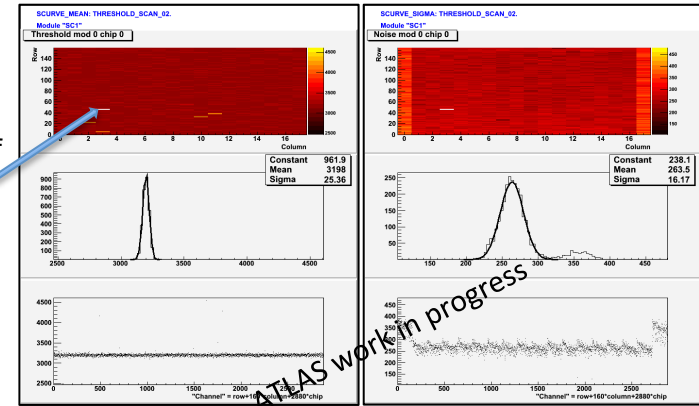 SCURVE_MEAN: THRESHOLD_SCAN_02.
Module "SC1"
Threshold mod 0 chip 0
Row
140
120
100
80
60
40
20
0
0 2 4 6 8 10 12 14 16
Column
4500
4000
3500
3000
2500
Constant 961.9
Mean 3198
Sigma 25.36
900
800
700
600
500
400
300
200
100
2500 3000 3500 4000 4500
4500
4000
3500
3000
2500
0 500 1000 1500 2000 2500
"Channel" = row+160*column+2880*chip
SCURVE_SIGMA: THRESHOLD_SCAN_02.
Module "SC1"
Noise mod 0 chip 0
Row
140
120
100
80
60
40
20
0
0 2 4 6 8 10 12 14 16
Column
450
400
350
300
250
200
150
Constant 238.1
Mean 263.5
Sigma 16.17
250
200
150
100
50
150 200 250 300 350 400 450
450
400
350
300
250
200
150
0 500 1000 1500 2000 2500
"Channel" = row+160*column+2880*chip
ATLAS work in progress